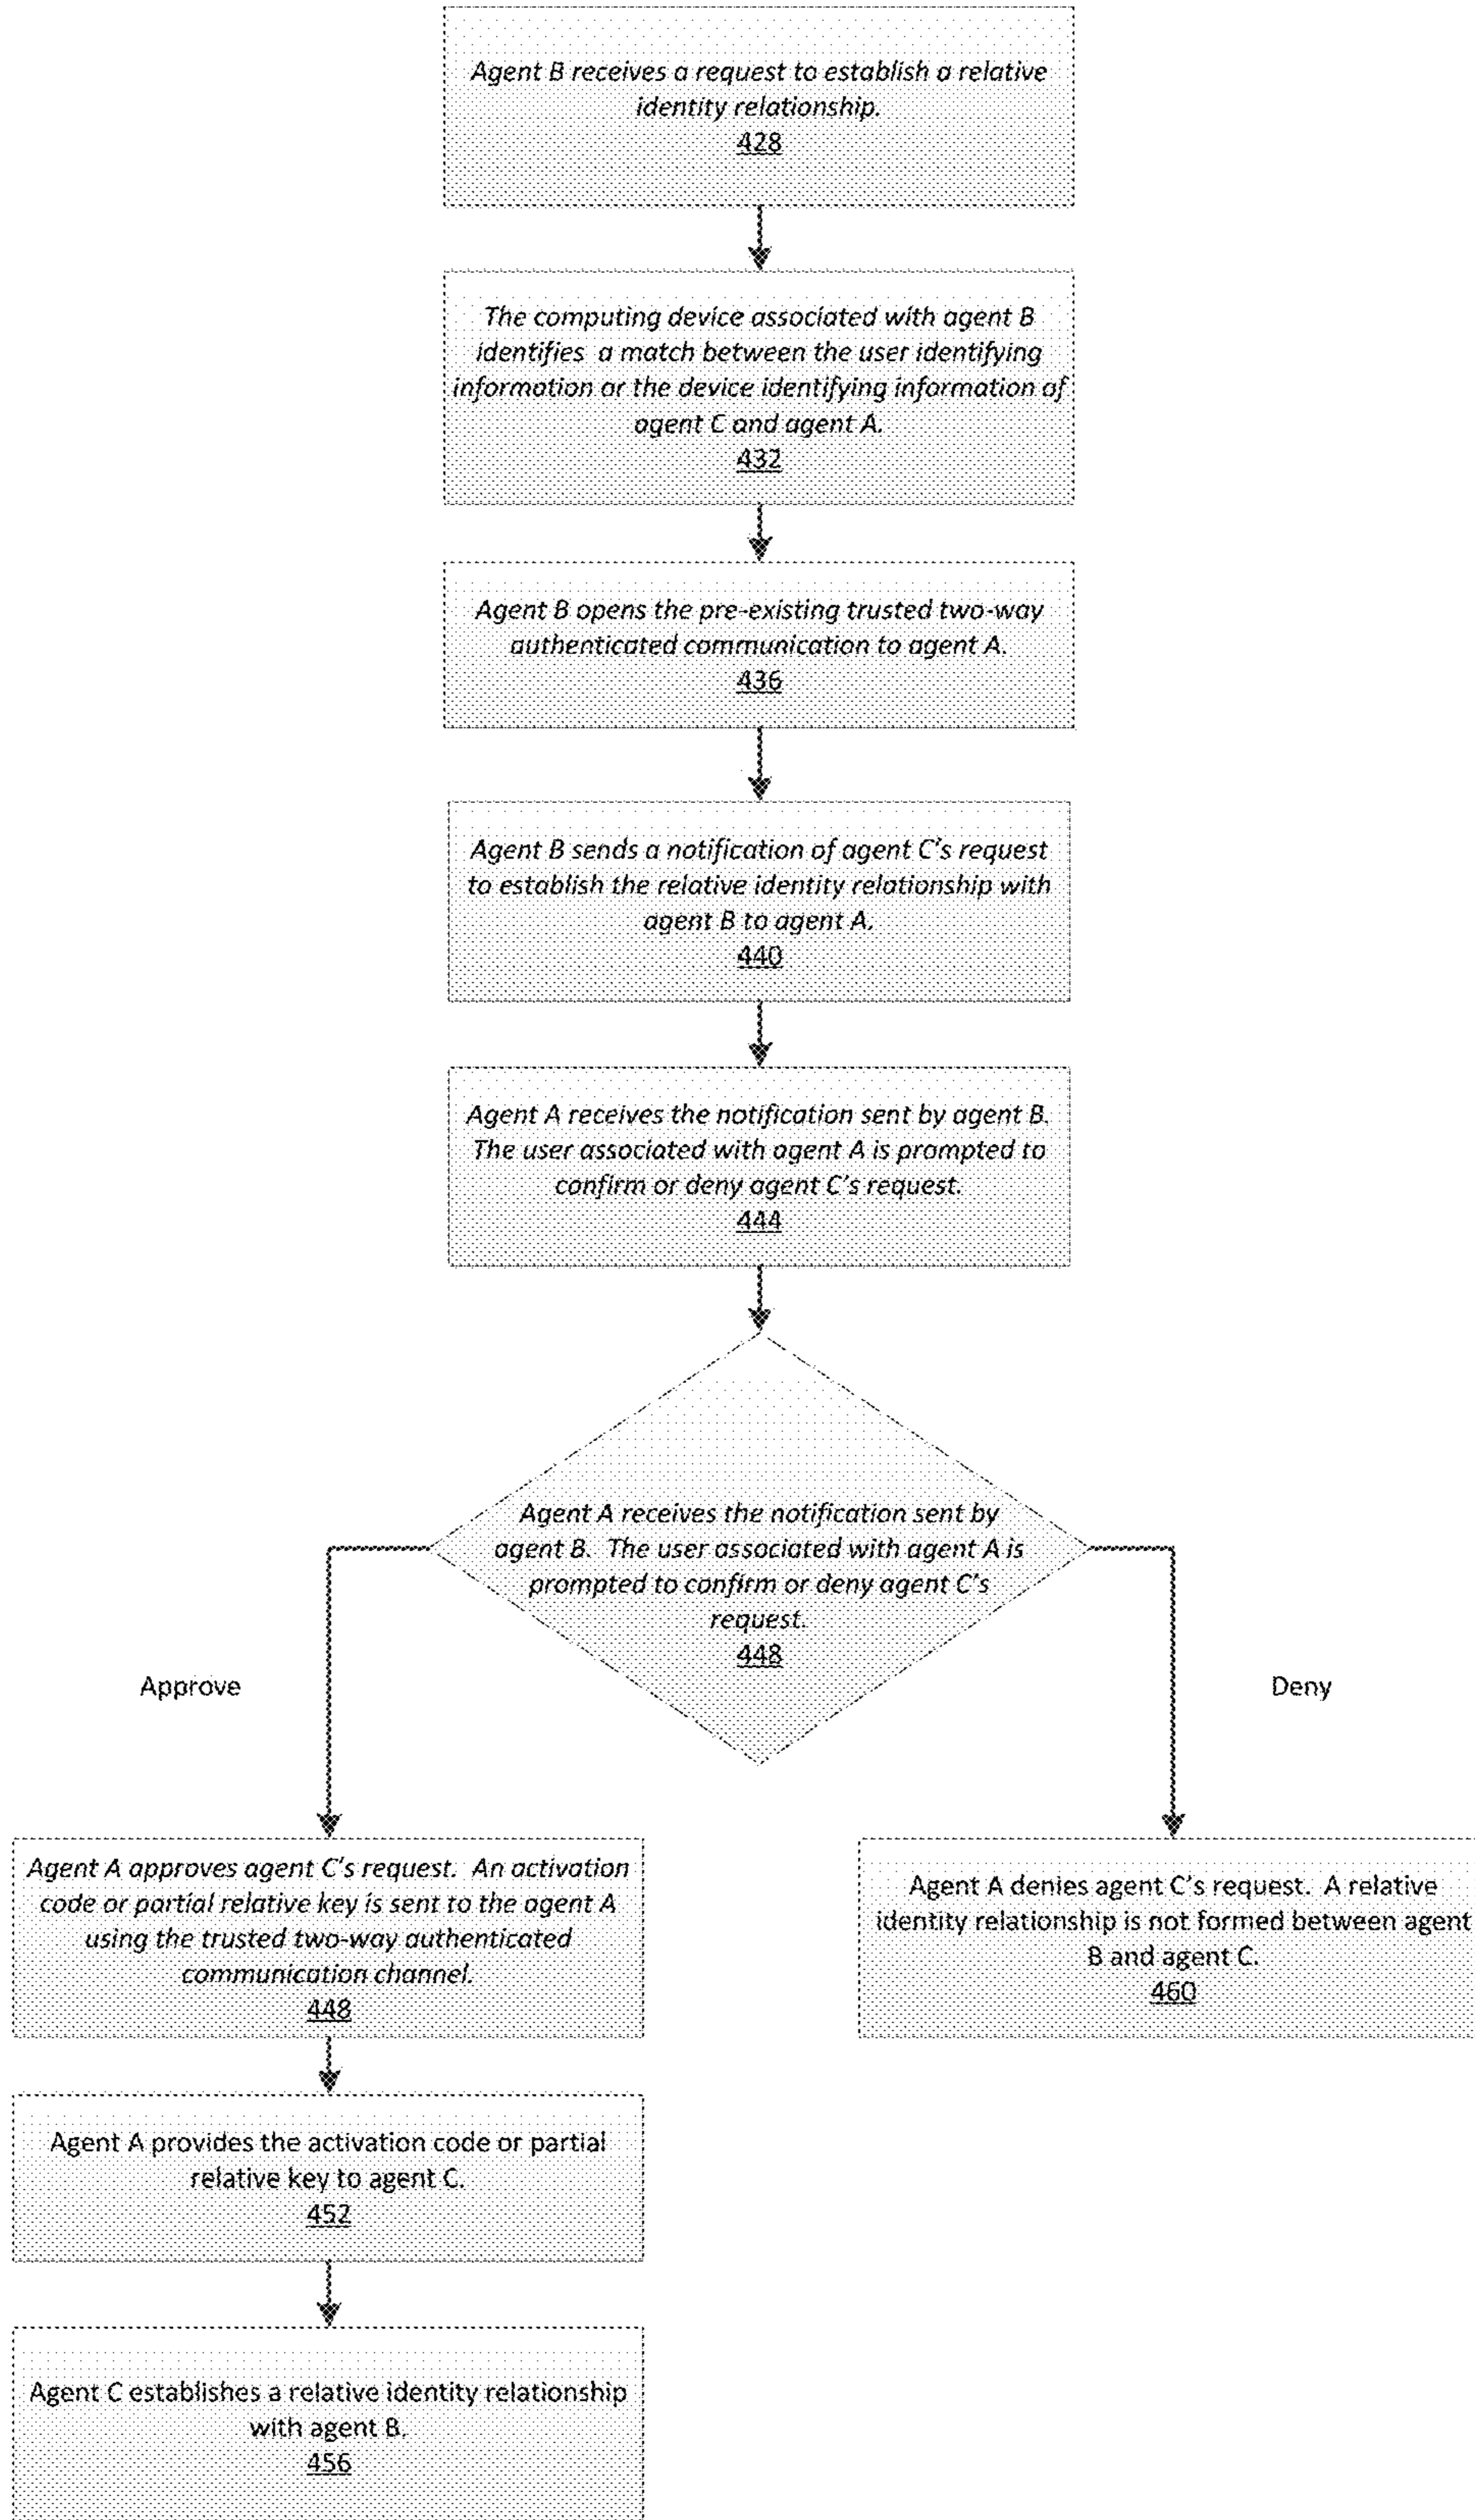 Agent B receives a request to establish a relative
identity relationship.
428
The computing device associated with agent B
identifies a match between the user identifying
information or the device identifying information of
agent C and agent A.
432
Agent B opens the pre-existing trusted two-way
authenticated communication to agent A.
436
Agent B sends a notification of agent C's request
to establish the relative identity relationship with
agent B to agent A.
440
Agent A receives the notification sent by agent B.
The user associated with agent A is prompted to
confirm or deny agent C's request.
444
Agent A receives the notification sent by
agent B. The user associated with agent A is
prompted to confirm or deny agent C's
request.
448
Approve
Deny
Agent A approves agent C's request. An activation
code or partial relative key is sent to the agent A
using the trusted two-way authenticated
communication channel.
448
Agent A denies agent C's request. A relative
identity relationship is not formed between agent
B and agent C.
460
Agent A provides the activation code or partial
relative key to agent C.
452
Agent C establishes a relative identity relationship
with agent B.
456